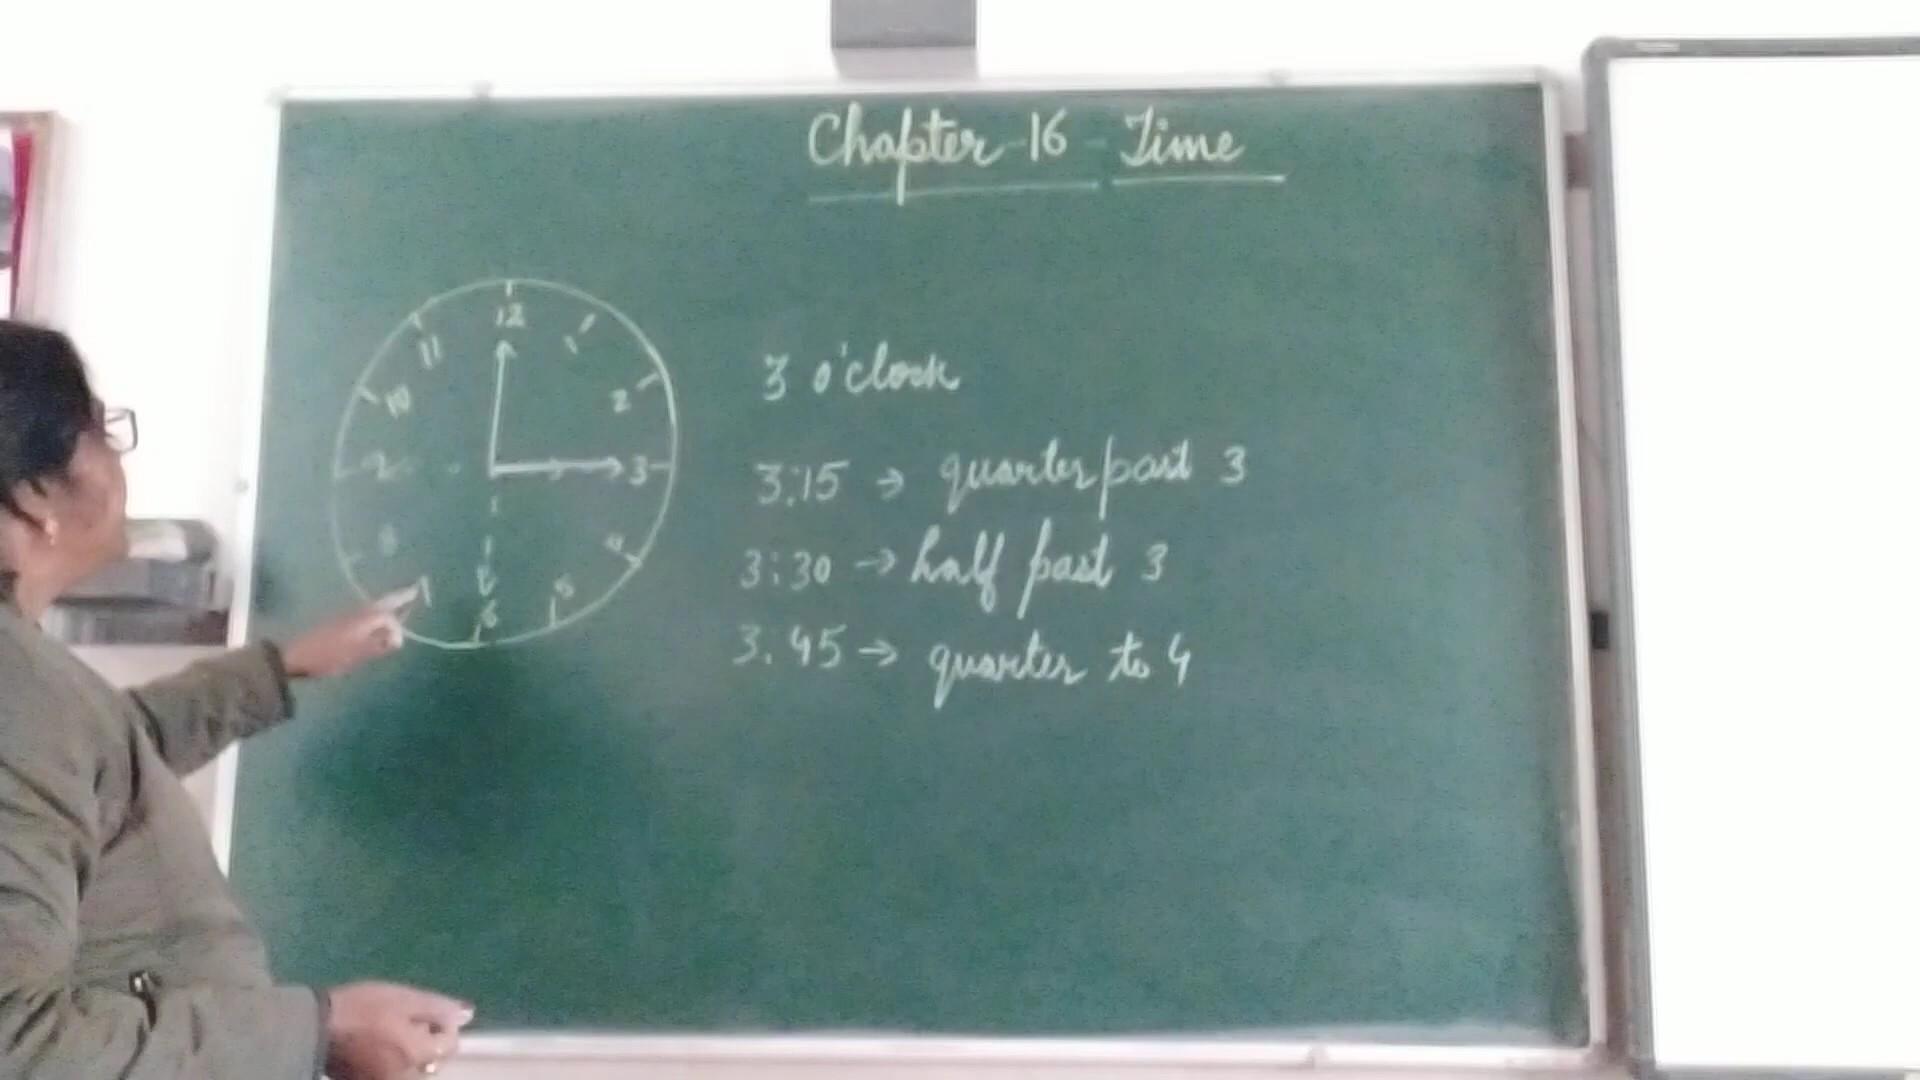 Chapter-16 - Time
12
11
1
10
2
9
3
8
4
7
5
6
3 o'clock
3:15 → quarter past 3
3:30 → half past 3
3:45 → quarter to 4